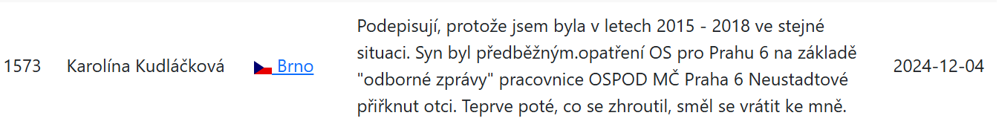 Podepisují, protože jsem byla v letech 2015 - 2018 ve stejné
situaci. Syn byl předběžným.opatření OS pro Prahu 6 na základě
1573 Karolína Kudláčková Brno "odborné zprávy" pracovnice OSPOD MČ Praha 6 Neustadtové 2024-12-04
přiřknut otci. Teprve poté, co se zhroutil, směl se vrátit ke mně.